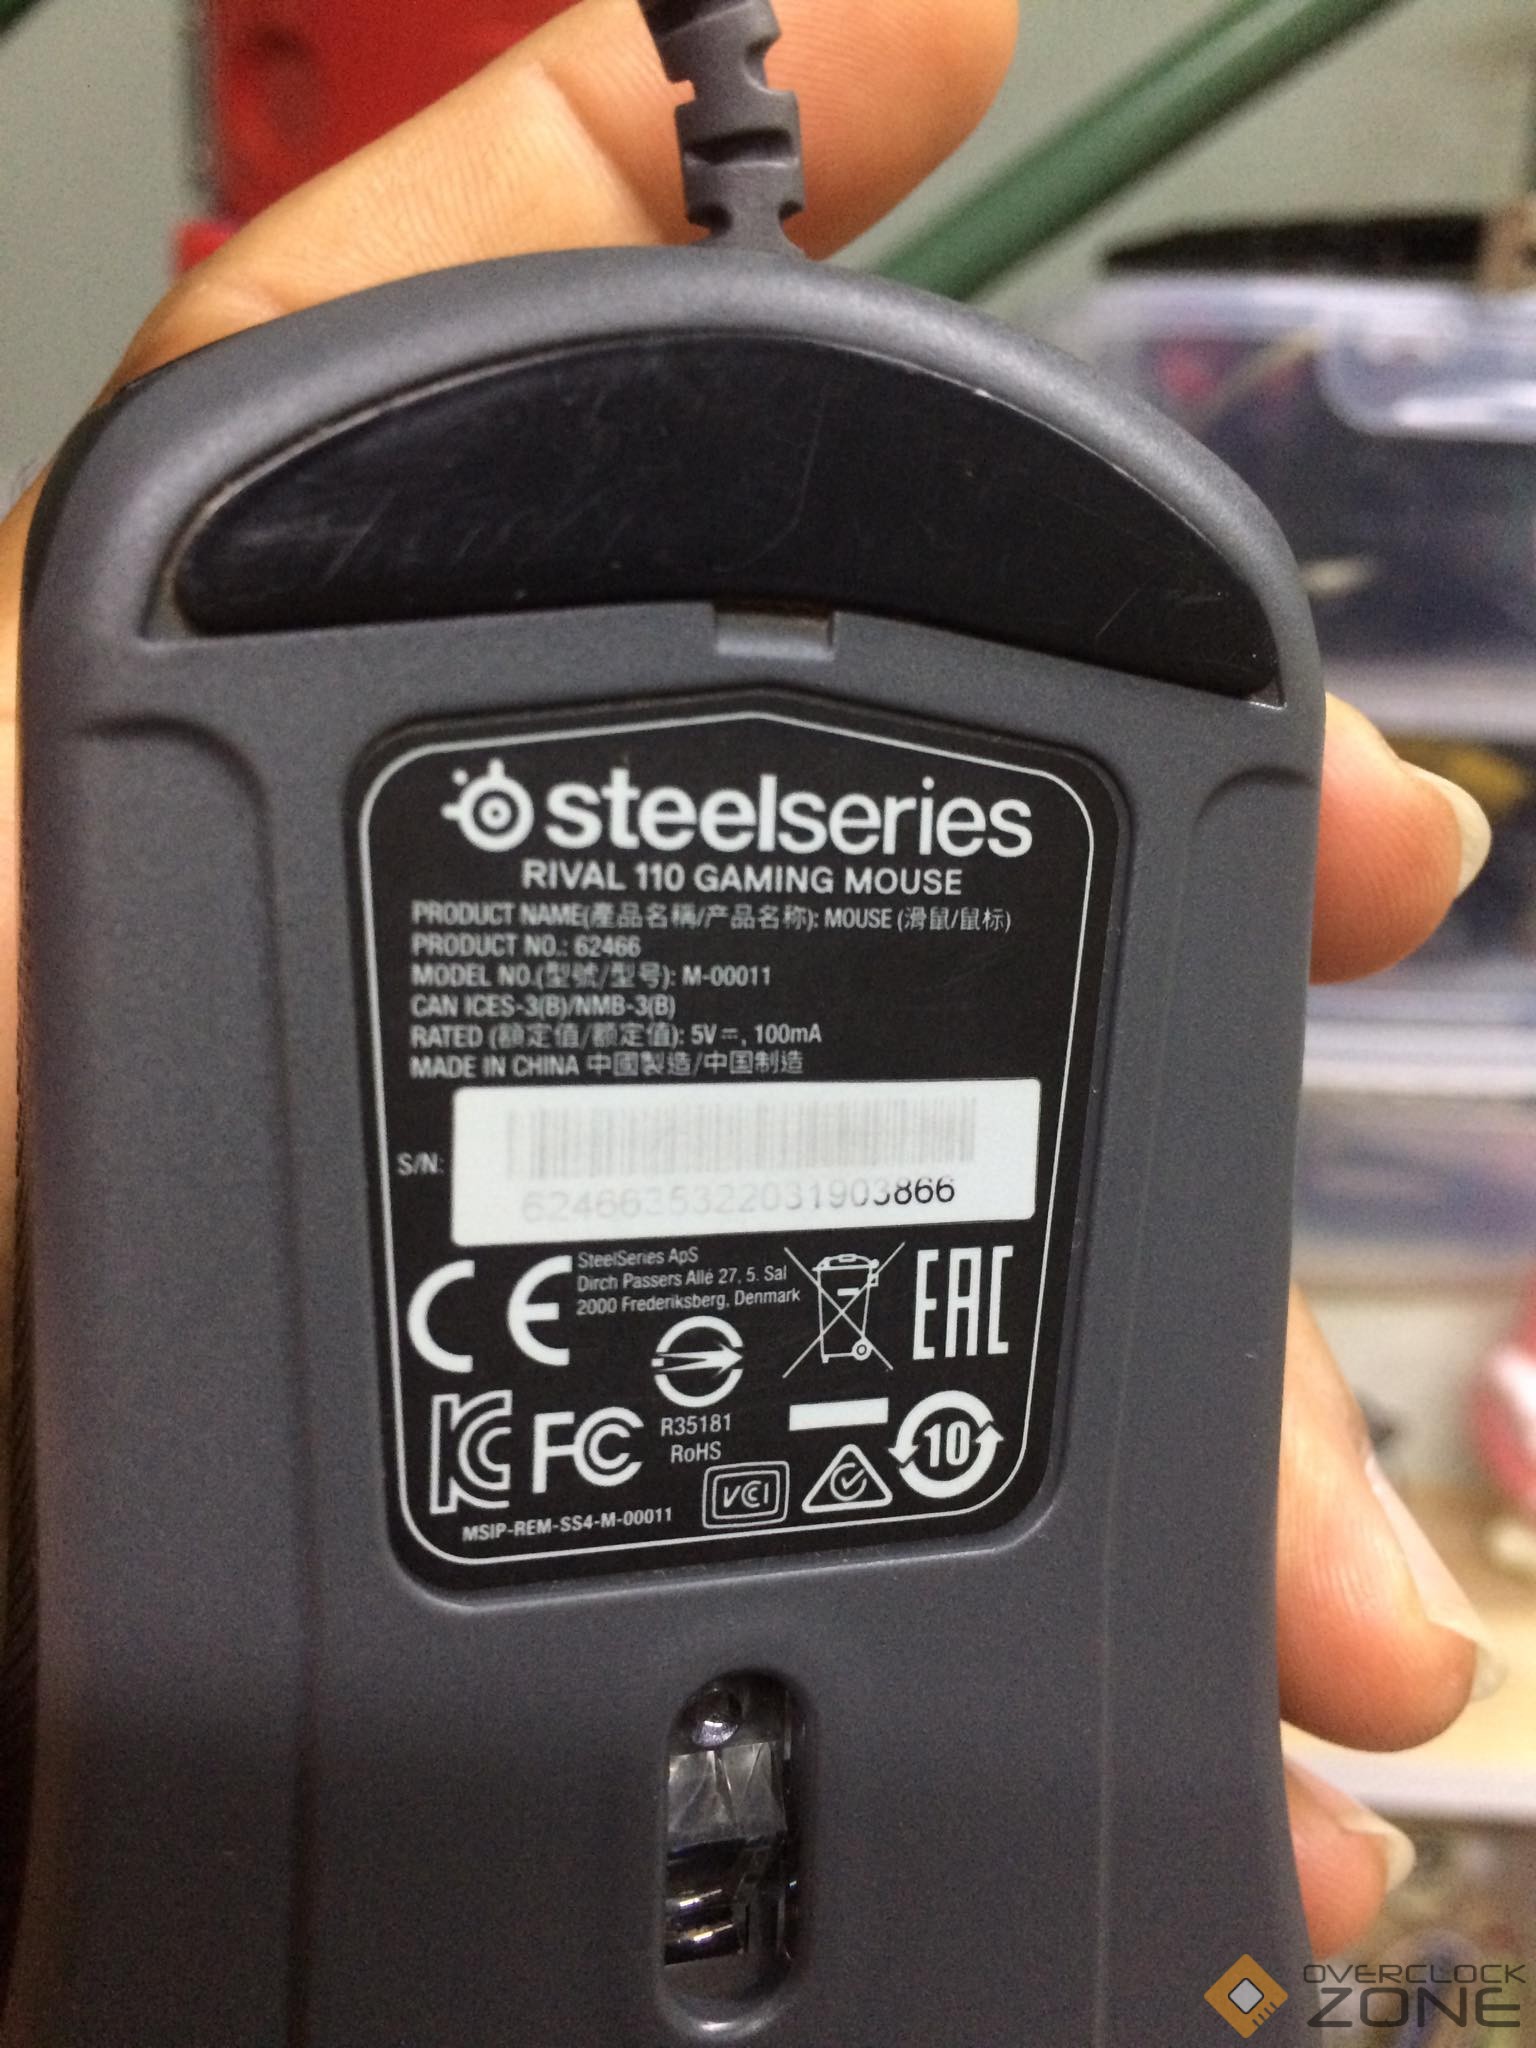 steelseries
RIVAL 110 GAMING MOUSE
PRODUCT NAME(產品名稱/产品名称): MOUSE (滑鼠/鼠标)
PRODUCT NO.: 62466
MODEL NO.(型號/型号): M-00011
CAN ICES-3(B)/NMB-3(B)
RATED (額定值/额定值): 5V⎓, 100mA
MADE IN CHINA 中國製造/中国制造
S/N:
6246635322031903866
CE
SteelSeries ApS
Dirch Passers Allé 27, 5. Sal
2000 Frederiksberg, Denmark
EAC
KC
FC
R35181
RoHS
10
VCI
MSIP-REM-SS4-M-00011
OVERCLOCK
ZONE